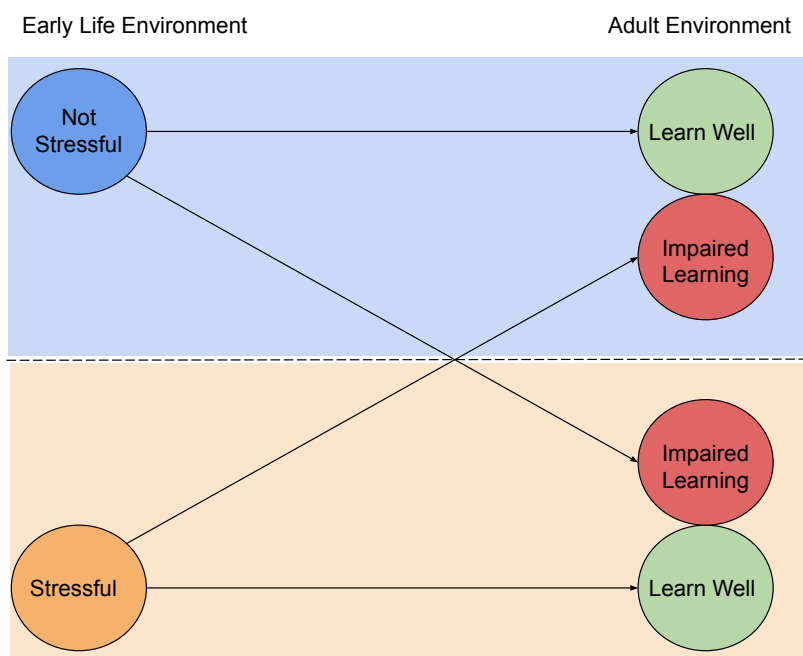 Early Life Environment
Adult Environment
Not
Stressful
Learn Well
Impaired
Learning
Impaired
Learning
Stressful
Learn Well